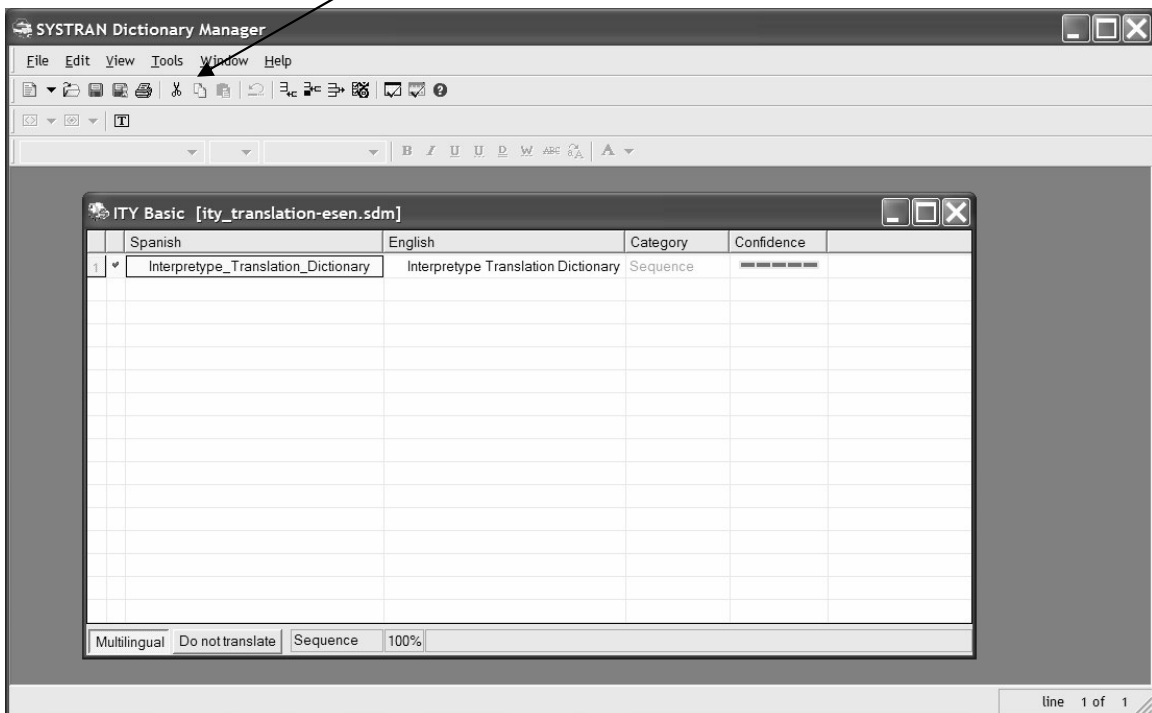 SYSTRAN Dictionary Manager
File Edit View Tools Window Help
T
B I U U D W ABC A
ITY Basic [ity_translation-esen.sdm]
Spanish English Category Confidence
1 Interpretype_Translation_Dictionary Interpretype Translation Dictionary Sequence
Multilingual Do not translate Sequence 100%
line 1 of 1